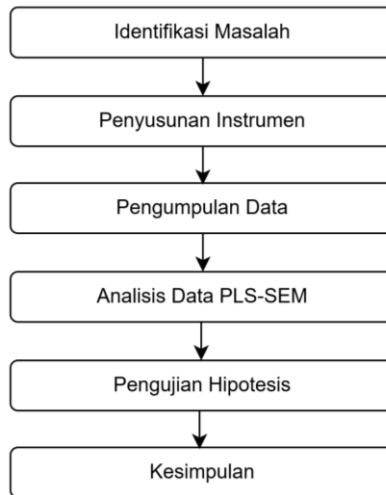 Identifikasi Masalah
Penyusunan Instrumen
Pengumpulan Data
Analisis Data PLS-SEM
Pengujian Hipotesis
Kesimpulan